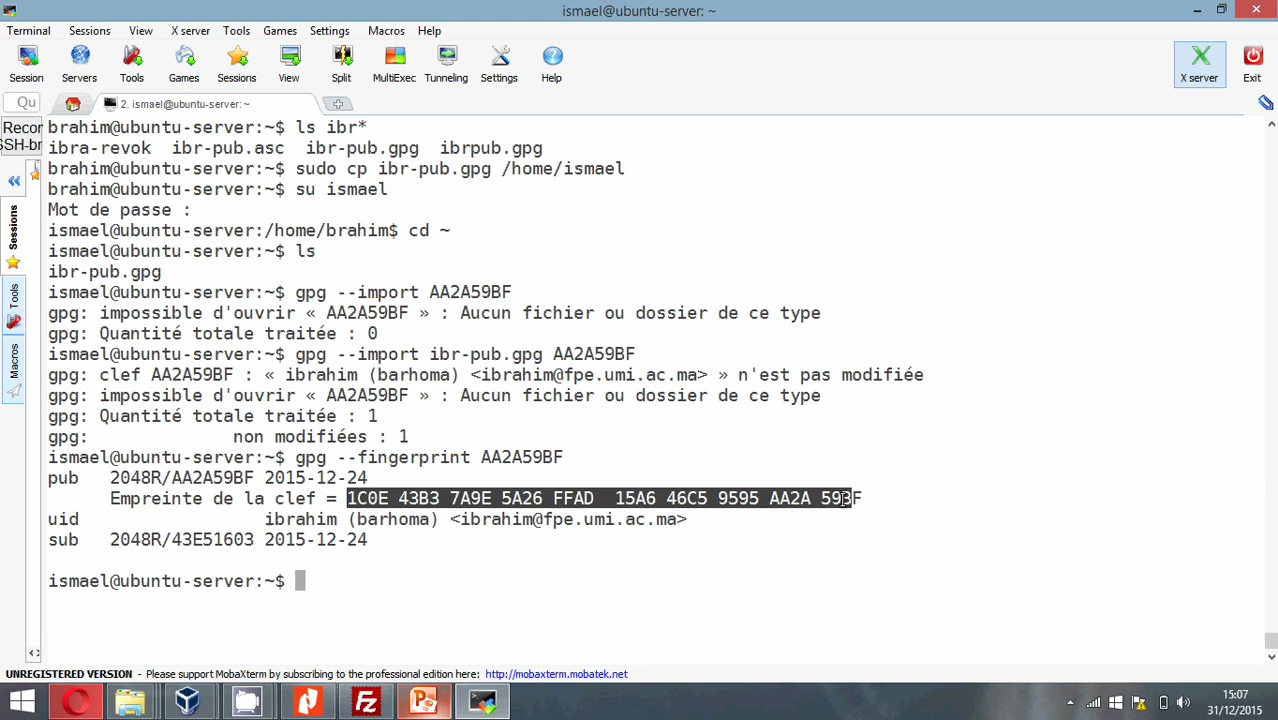 ismael@ubuntu-server: ~
Terminal Sessions View X server Tools Games Settings Macros Help
Session Servers Tools Games Sessions View Split MultiExec Tunneling Settings Help X server Exit
Qu
2. ismael@ubuntu-server: ~
Recor
SSH-br
Sessions
Tools
Macros
brahim@ubuntu-server:~$ ls ibr*
ibra-revok  ibr-pub.asc  ibr-pub.gpg  ibrpub.gpg
brahim@ubuntu-server:~$ sudo cp ibr-pub.gpg /home/ismael
brahim@ubuntu-server:~$ su ismael
Mot de passe :
ismael@ubuntu-server:/home/brahim$ cd ~
ismael@ubuntu-server:~$ ls
ibr-pub.gpg
ismael@ubuntu-server:~$ gpg --import AA2A59BF
gpg: impossible d'ouvrir « AA2A59BF » : Aucun fichier ou dossier de ce type
gpg: Quantité totale traitée : 0
ismael@ubuntu-server:~$ gpg --import ibr-pub.gpg AA2A59BF
gpg: clef AA2A59BF : « ibrahim (barhoma) <ibrahim@fpe.umi.ac.ma> » n'est pas modifiée
gpg: impossible d'ouvrir « AA2A59BF » : Aucun fichier ou dossier de ce type
gpg: Quantité totale traitée : 1
gpg:              non modifiées : 1
ismael@ubuntu-server:~$ gpg --fingerprint AA2A59BF
pub   2048R/AA2A59BF 2015-12-24
Empreinte de la clef = 1C0E 43B3 7A9E 5A26 FFAD  15A6 46C5 9595 AA2A 59BF
uid                  ibrahim (barhoma) <ibrahim@fpe.umi.ac.ma>
sub   2048R/43E51603 2015-12-24
ismael@ubuntu-server:~$
UNREGISTERED VERSION - Please support MobaXterm by subscribing to the professional edition here: http://mobaxterm.mobatek.net
15:07
31/12/2015